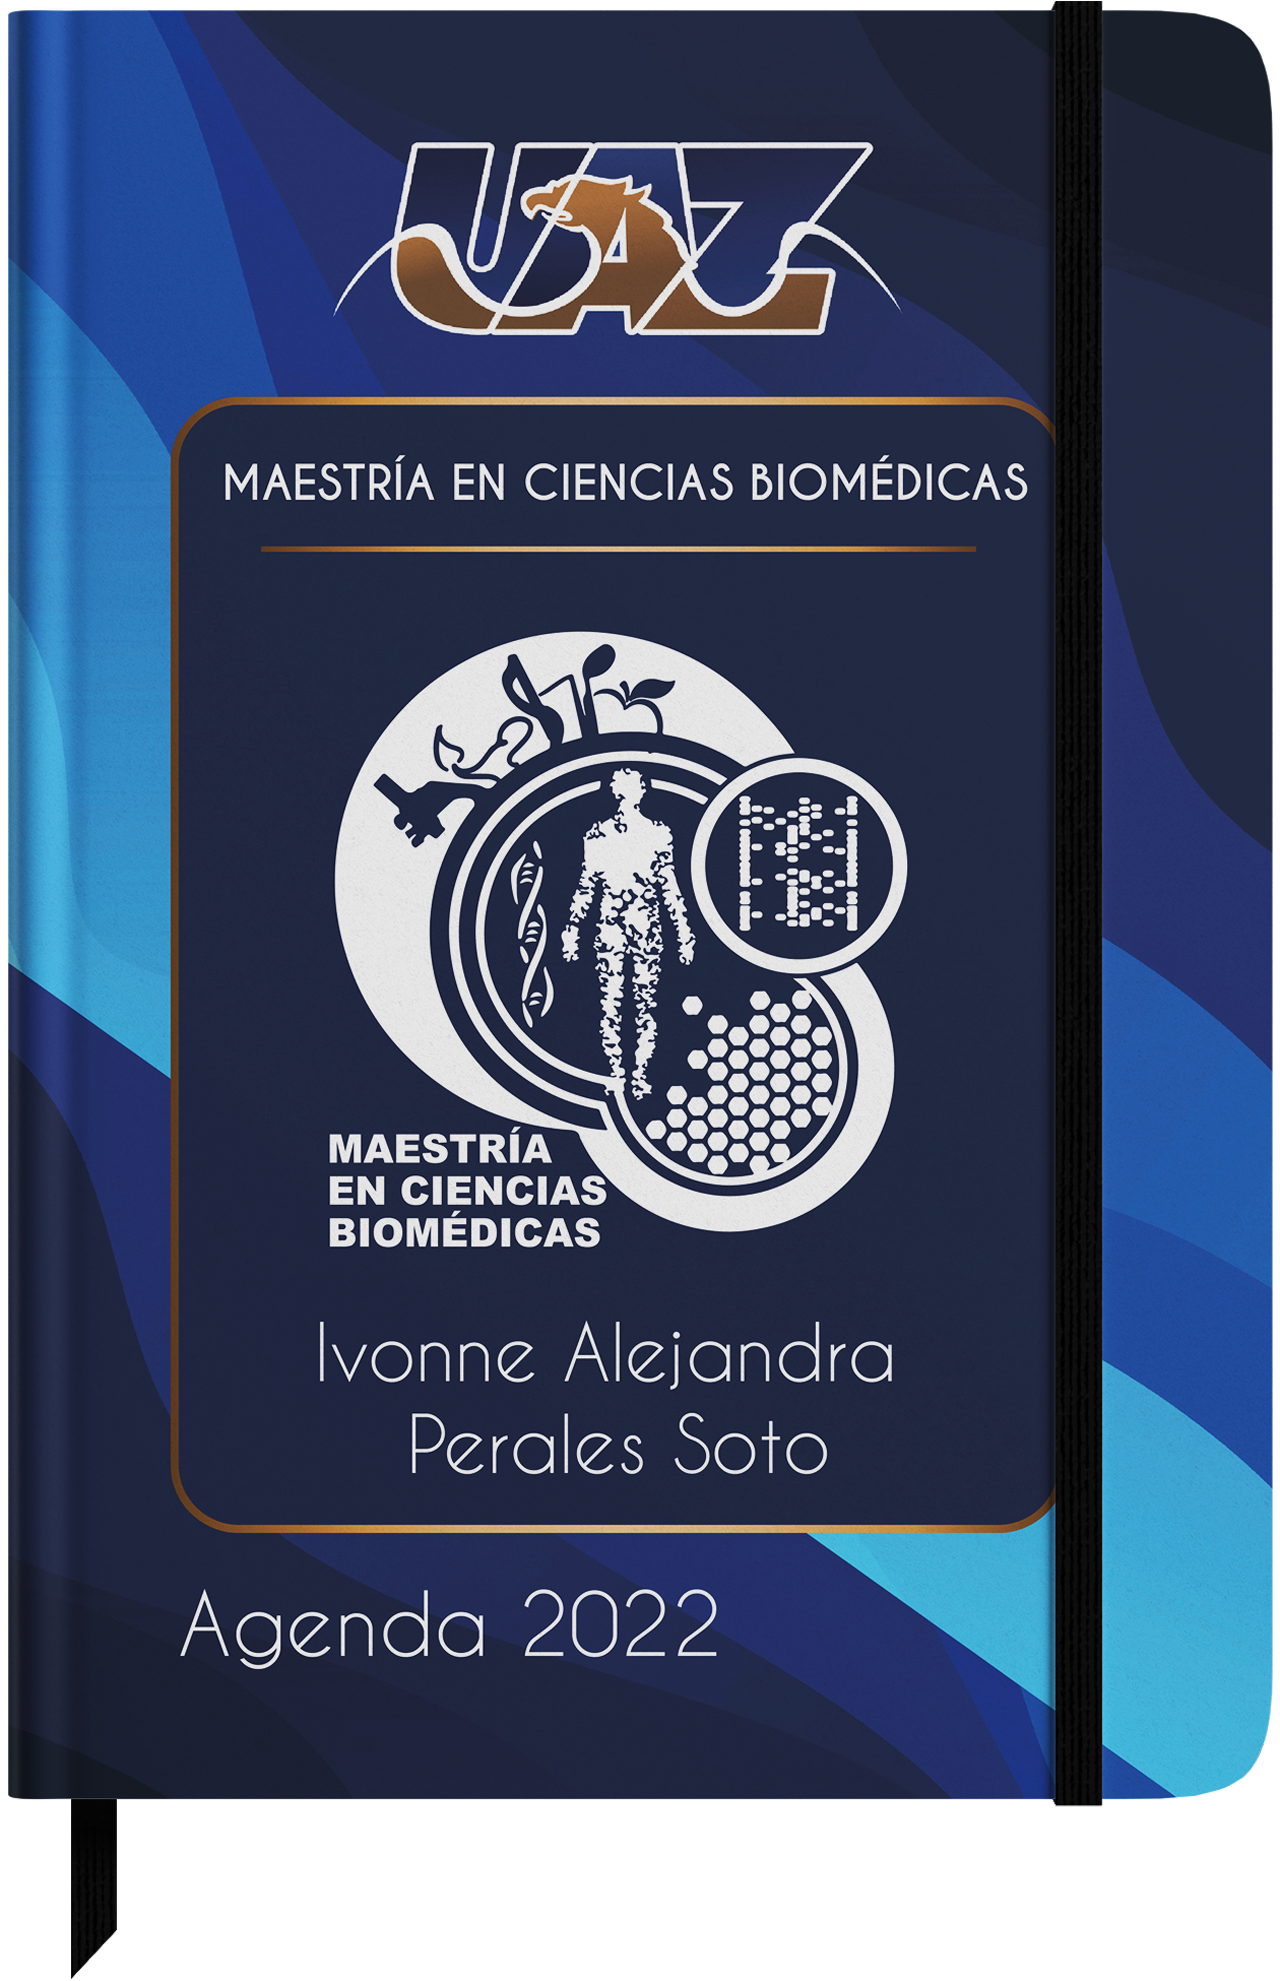 UAZ
MAESTRÍA EN CIENCIAS BIOMÉDICAS
MAESTRÍA
EN CIENCIAS
BIOMÉDICAS
Ivonne Alejandra
Perales Soto
Agenda 2022